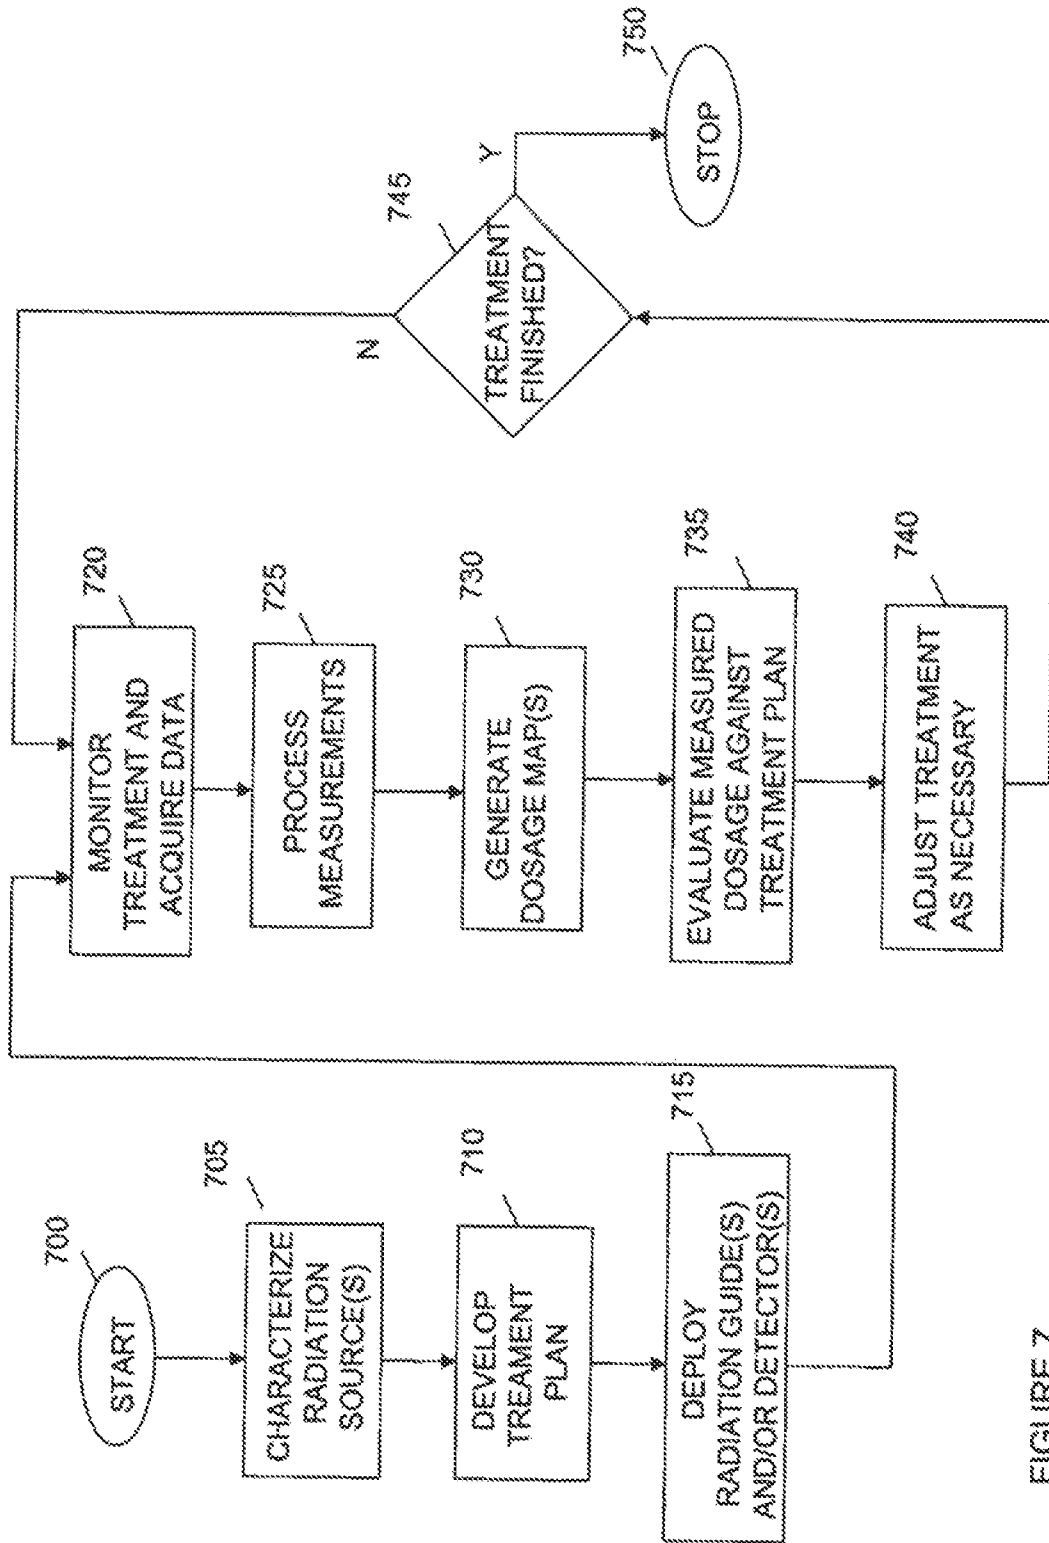 700
START
705
CHARACTERIZE
RADIATION
SOURCE(S)
710
DEVELOP
TREAMENT
PLAN
715
DEPLOY
RADIATION GUIDE(S)
AND/OR DETECTOR(S)
720
MONITOR
TREATMENT AND
ACQUIRE DATA
725
PROCESS
MEASUREMENTS
730
GENERATE
DOSAGE MAP(S)
735
EVALUATE MEASURED
DOSAGE AGAINST
TREATMENT PLAN
740
ADJUST TREATMENT
AS NECESSARY
745
N
TREATMENT
FINISHED?
Y
750
STOP
FIGURE 7